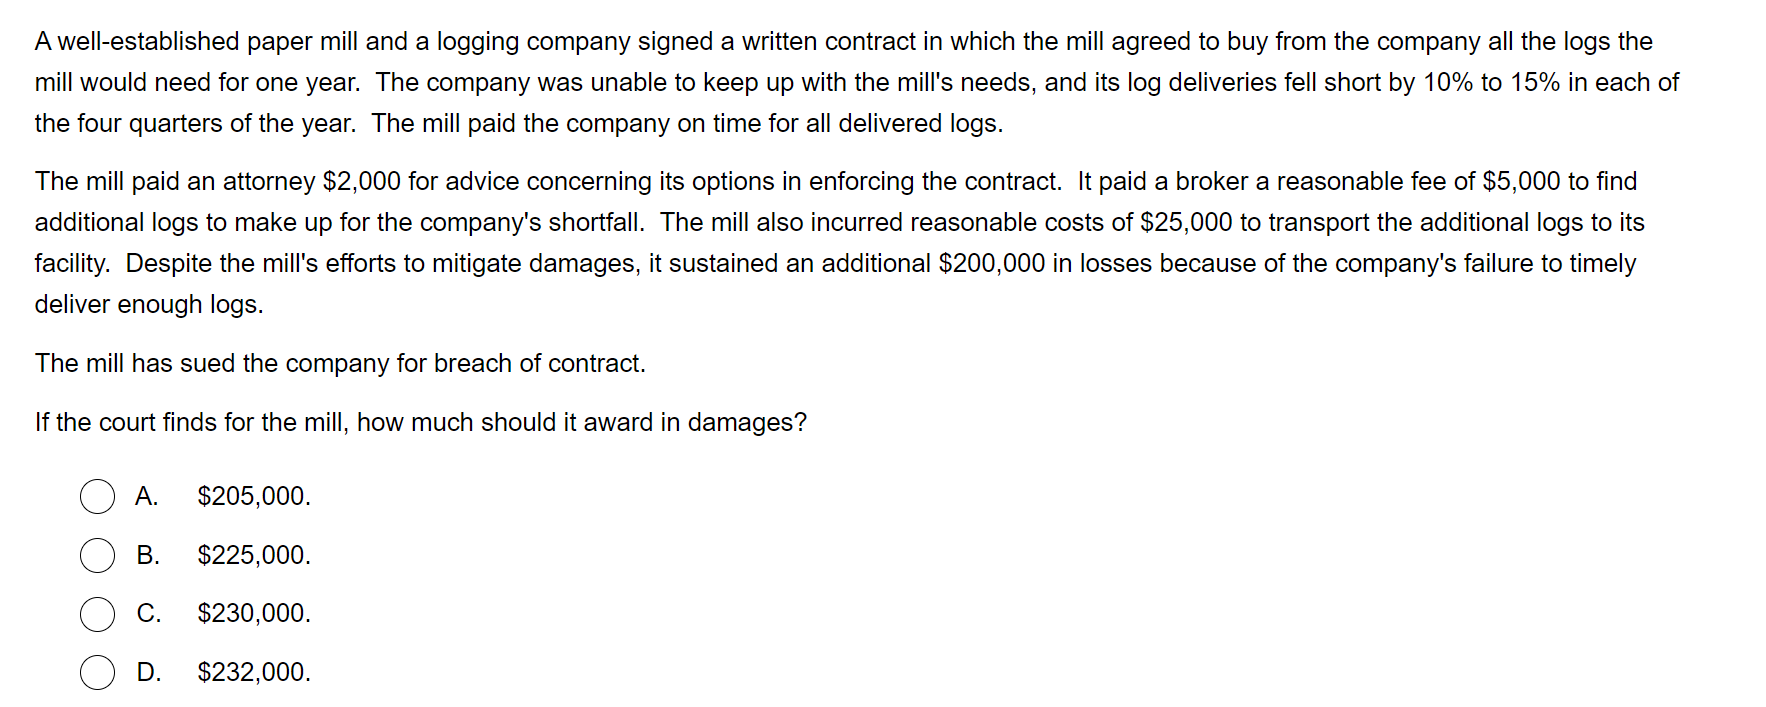 A well-established paper mill and a logging company signed a written contract in which the mill agreed to buy from the company all the logs the
mill would need for one year.  The company was unable to keep up with the mill's needs, and its log deliveries fell short by 10% to 15% in each of
the four quarters of the year.  The mill paid the company on time for all delivered logs.
The mill paid an attorney $2,000 for advice concerning its options in enforcing the contract.  It paid a broker a reasonable fee of $5,000 to find
additional logs to make up for the company's shortfall.  The mill also incurred reasonable costs of $25,000 to transport the additional logs to its
facility.  Despite the mill's efforts to mitigate damages, it sustained an additional $200,000 in losses because of the company's failure to timely
deliver enough logs.
The mill has sued the company for breach of contract.
If the court finds for the mill, how much should it award in damages?
A. $205,000.
B. $225,000.
C. $230,000.
D. $232,000.